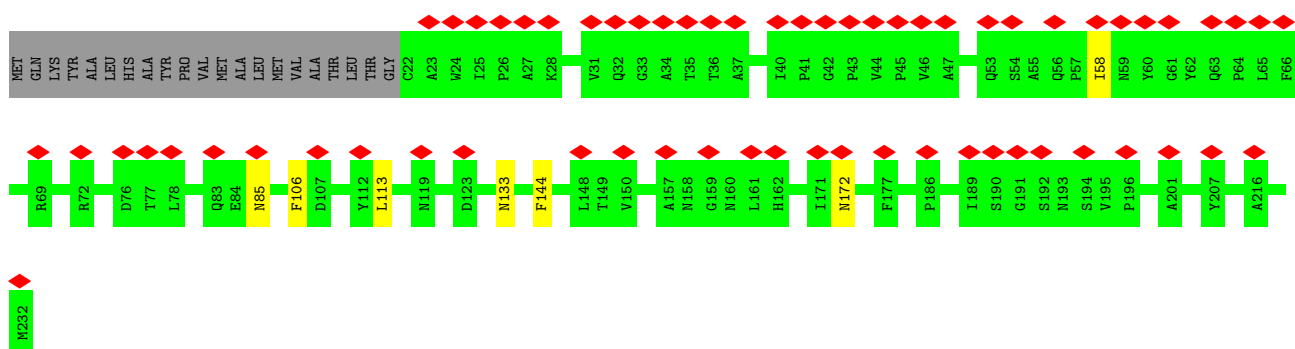 MET GLN LYS TYR ALA LEU HIS ALA TYR PRO VAL MET ALA LEU MET VAL ALA THR LEU THR GLY C22 A23 W24 I25 P26 A27 K28 V31 Q32 G33 A34 T35 T36 A37 I40 P41 G42 P43 V44 P45 V46 A47 Q53 S54 A55 Q56 P57 I58 N59 Y60 G61 Y62 Q63 P64 L65 F66
R69 R72 D76 T77 L78 Q83 E84 N85 F106 D107 Y112 L113 N119 D123 N133 F144 L148 T149 V150 A157 N158 G159 N160 L161 H162 I171 N172 F177 P186 I189 S190 G191 S192 N193 S194 V195 P196 A201 Y207 A216
M232